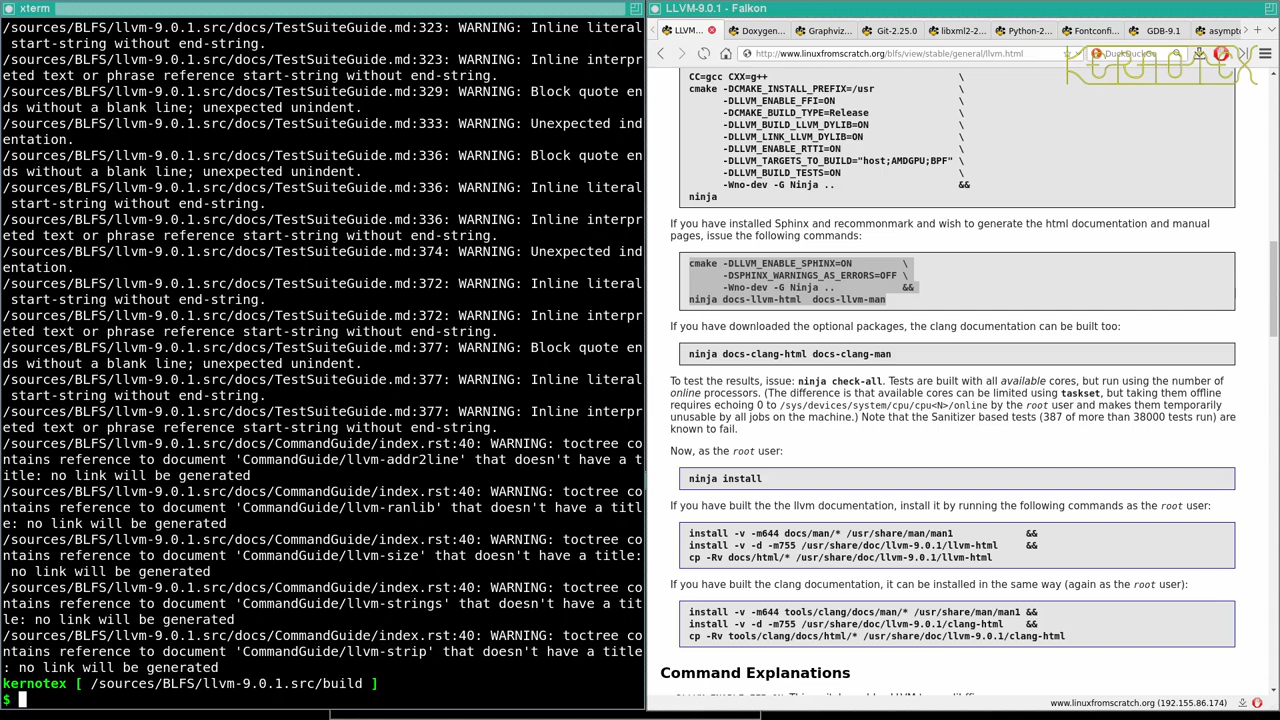 xterm
/sources/BLFS/llvm-9.0.1.src/docs/TestSuiteGuide.md:323: WARNING: Inline literal
 start-string without end-string.
/sources/BLFS/llvm-9.0.1.src/docs/TestSuiteGuide.md:323: WARNING: Inline interpr
eted text or phrase reference start-string without end-string.
/sources/BLFS/llvm-9.0.1.src/docs/TestSuiteGuide.md:329: WARNING: Block quote en
ds without a blank line; unexpected unindent.
/sources/BLFS/llvm-9.0.1.src/docs/TestSuiteGuide.md:333: WARNING: Unexpected ind
entation.
/sources/BLFS/llvm-9.0.1.src/docs/TestSuiteGuide.md:336: WARNING: Block quote en
ds without a blank line; unexpected unindent.
/sources/BLFS/llvm-9.0.1.src/docs/TestSuiteGuide.md:336: WARNING: Inline literal
 start-string without end-string.
/sources/BLFS/llvm-9.0.1.src/docs/TestSuiteGuide.md:336: WARNING: Inline interpr
eted text or phrase reference start-string without end-string.
/sources/BLFS/llvm-9.0.1.src/docs/TestSuiteGuide.md:374: WARNING: Unexpected ind
entation.
/sources/BLFS/llvm-9.0.1.src/docs/TestSuiteGuide.md:372: WARNING: Inline literal
 start-string without end-string.
/sources/BLFS/llvm-9.0.1.src/docs/TestSuiteGuide.md:372: WARNING: Inline interpr
eted text or phrase reference start-string without end-string.
/sources/BLFS/llvm-9.0.1.src/docs/TestSuiteGuide.md:377: WARNING: Block quote en
ds without a blank line; unexpected unindent.
/sources/BLFS/llvm-9.0.1.src/docs/TestSuiteGuide.md:377: WARNING: Inline literal
 start-string without end-string.
/sources/BLFS/llvm-9.0.1.src/docs/TestSuiteGuide.md:377: WARNING: Inline interpr
eted text or phrase reference start-string without end-string.
/sources/BLFS/llvm-9.0.1.src/docs/CommandGuide/index.rst:40: WARNING: toctree co
ntains reference to document 'CommandGuide/llvm-addr2line' that doesn't have a t
itle: no link will be generated
/sources/BLFS/llvm-9.0.1.src/docs/CommandGuide/index.rst:40: WARNING: toctree co
ntains reference to document 'CommandGuide/llvm-ranlib' that doesn't have a titl
e: no link will be generated
/sources/BLFS/llvm-9.0.1.src/docs/CommandGuide/index.rst:40: WARNING: toctree co
ntains reference to document 'CommandGuide/llvm-size' that doesn't have a title:
 no link will be generated
/sources/BLFS/llvm-9.0.1.src/docs/CommandGuide/index.rst:40: WARNING: toctree co
ntains reference to document 'CommandGuide/llvm-strings' that doesn't have a tit
le: no link will be generated
/sources/BLFS/llvm-9.0.1.src/docs/CommandGuide/index.rst:40: WARNING: toctree co
ntains reference to document 'CommandGuide/llvm-strip' that doesn't have a title
: no link will be generated
kernotex [ /sources/BLFS/llvm-9.0.1.src/build ]
$
LLVM-9.0.1 - Falkon
LLVM... Doxygen... Graphviz... Git-2.25.0 libxml2-2... Python-2... Fontconfi... GDB-9.1 asympt
http://www.linuxfromscratch.org/blfs/view/stable/general/llvm.html DuckDuckGo
KERNOTEX
CC=gcc CXX=g++ \
cmake -DCMAKE_INSTALL_PREFIX=/usr \
-DLLVM_ENABLE_FFI=ON \
-DCMAKE_BUILD_TYPE=Release \
-DLLVM_BUILD_LLVM_DYLIB=ON \
-DLLVM_LINK_LLVM_DYLIB=ON \
-DLLVM_ENABLE_RTTI=ON \
-DLLVM_TARGETS_TO_BUILD="host;AMDGPU;BPF" \
-DLLVM_BUILD_TESTS=ON \
-Wno-dev -G Ninja .. &&
ninja
If you have installed Sphinx and recommonmark and wish to generate the html documentation and manual
pages, issue the following commands:
cmake -DLLVM_ENABLE_SPHINX=ON \
-DSPHINX_WARNINGS_AS_ERRORS=OFF \
-Wno-dev -G Ninja .. &&
ninja docs-llvm-html  docs-llvm-man
If you have downloaded the optional packages, the clang documentation can be built too:
ninja docs-clang-html docs-clang-man
To test the results, issue: ninja check-all. Tests are built with all available cores, but run using the number of
online processors. (The difference is that available cores can be limited using taskset, but taking them offline
requires echoing 0 to /sys/devices/system/cpu/cpu<N>/online by the root user and makes them temporarily
unusable by all jobs on the machine.) Note that the Sanitizer based tests (387 of more than 38000 tests run) are
known to fail.
Now, as the root user:
ninja install
If you have built the the llvm documentation, install it by running the following commands as the root user:
install -v -m644 docs/man/* /usr/share/man/man1 &&
install -v -d -m755 /usr/share/doc/llvm-9.0.1/llvm-html &&
cp -Rv docs/html/* /usr/share/doc/llvm-9.0.1/llvm-html
If you have built the clang documentation, it can be installed in the same way (again as the root user):
install -v -m644 tools/clang/docs/man/* /usr/share/man/man1 &&
install -v -d -m755 /usr/share/doc/llvm-9.0.1/clang-html &&
cp -Rv tools/clang/docs/html/* /usr/share/doc/llvm-9.0.1/clang-html
Command Explanations
www.linuxfromscratch.org (192.155.86.174)